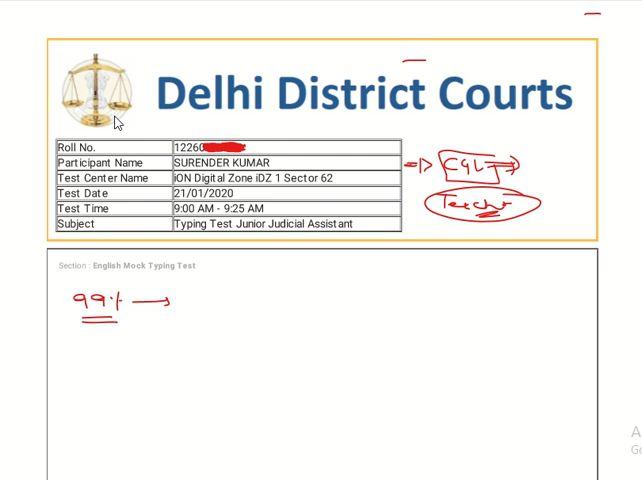 Delhi District Courts
Roll No. 12260
Participant Name SURENDER KUMAR
Test Center Name iON Digital Zone iDZ 1 Sector 62
Test Date 21/01/2020
Test Time 9:00 AM - 9:25 AM
Subject Typing Test Junior Judicial Assistant
CGL
Section : English Mock Typing Test
99%